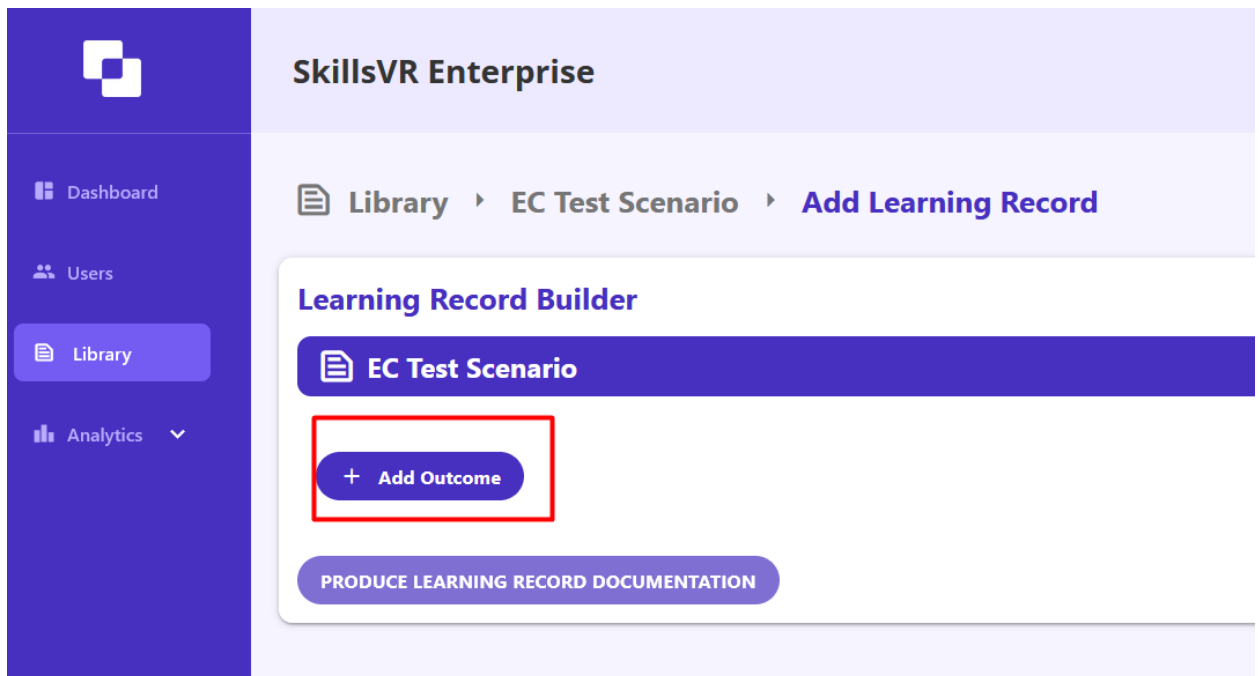 SkillsVR Enterprise
Dashboard
Users
Library
Analytics
Library EC Test Scenario Add Learning Record
Learning Record Builder
EC Test Scenario
+ Add Outcome
PRODUCE LEARNING RECORD DOCUMENTATION